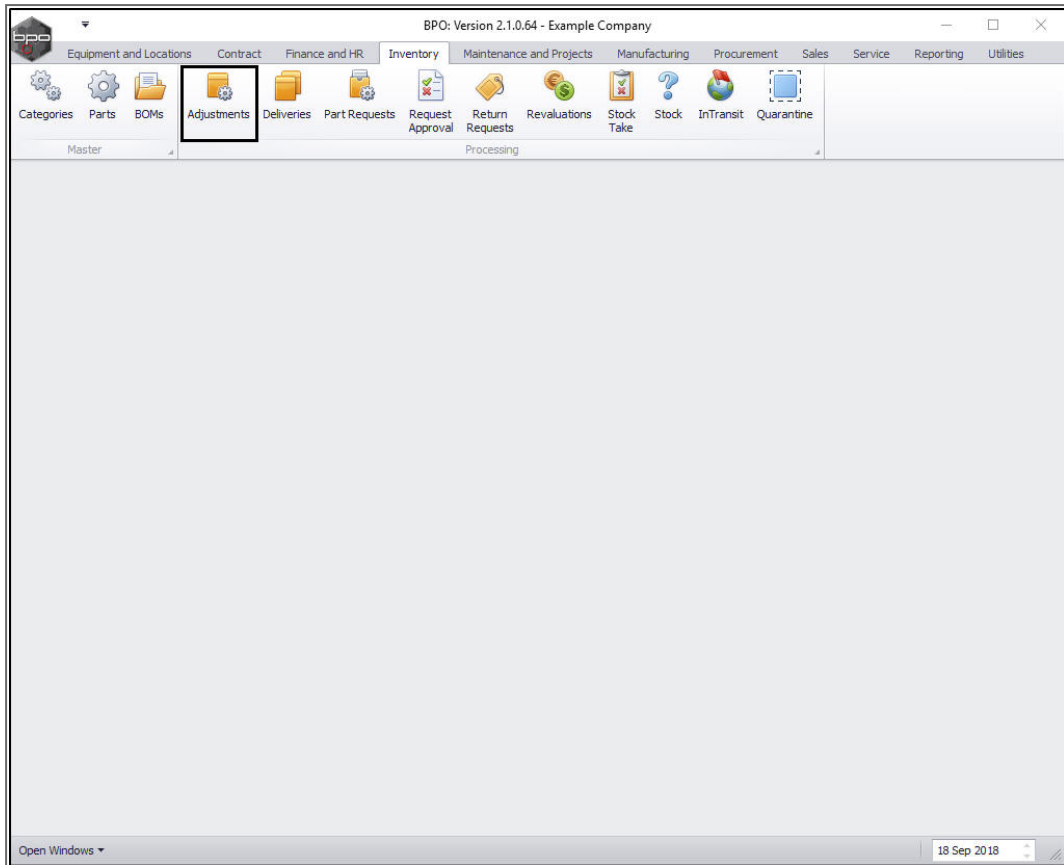 BPO: Version 2.1.0.64 - Example Company
bpo
Equipment and Locations Contract Finance and HR Inventory Maintenance and Projects Manufacturing Procurement Sales Service Reporting Utilities
Categories Parts BOMs Adjustments Deliveries Part Requests Request Approval Return Requests Revaluations Stock Take Stock InTransit Quarantine
Master Processing
Open Windows 18 Sep 2018